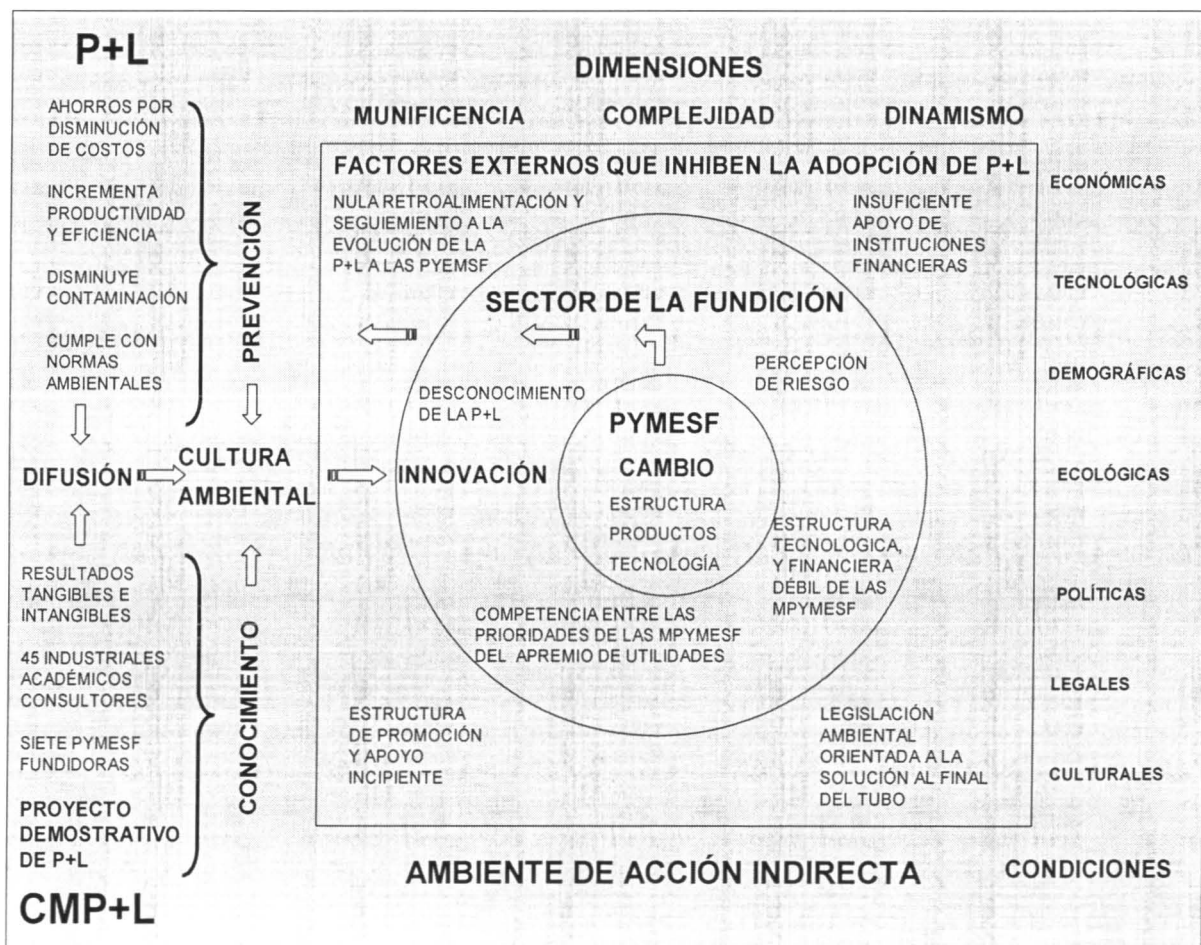 P+L
AHORROS POR
DISMINUCIÓN
DE COSTOS
INCREMENTA
PRODUCTIVIDAD
Y EFICIENCIA
DISMINUYE
CONTAMINACIÓN
CUMPLE CON
NORMAS
AMBIENTALES
PREVENCIÓN
DIFUSIÓN
CULTURA
AMBIENTAL
RESULTADOS
TANGIBLES E
INTANGIBLES
45 INDUSTRIALES
ACADÉMICOS
CONSULTORES
SIETE PYMESF
FUNDIDORAS
PROYECTO
DEMOSTRATIVO
DE P+L
CONOCIMIENTO
CMP+L
DIMENSIONES
MUNIFICENCIA
COMPLEJIDAD
DINAMISMO
FACTORES EXTERNOS QUE INHIBEN LA ADOPCIÓN DE P+L
NULA RETROALIMENTACIÓN Y
SEGUIEMIENTO A LA
EVOLUCIÓN DE LA
P+L A LAS PYEMSF
INSUFICIENTE
APOYO DE
INSTITUCIONES
FINANCIERAS
SECTOR DE LA FUNDICIÓN
DESCONOCIMIENTO
DE LA P+L
PERCEPCIÓN
DE RIESGO
INNOVACIÓN
PYMESF
CAMBIO
ESTRUCTURA
PRODUCTOS
TECNOLOGÍA
ESTRUCTURA
TECNOLOGICA,
Y FINANCIERA
DÉBIL DE LAS
MPYMESF
COMPETENCIA ENTRE LAS
PRIORIDADES DE LAS MPYMESF
DEL APREMIO DE UTILIDADES
ESTRUCTURA
DE PROMOCIÓN
Y APOYO
INCIPIENTE
LEGISLACIÓN
AMBIENTAL
ORIENTADA A LA
SOLUCIÓN AL FINAL
DEL TUBO
AMBIENTE DE ACCIÓN INDIRECTA
ECONÓMICAS
TECNOLÓGICAS
DEMOGRÁFICAS
ECOLÓGICAS
POLÍTICAS
LEGALES
CULTURALES
CONDICIONES